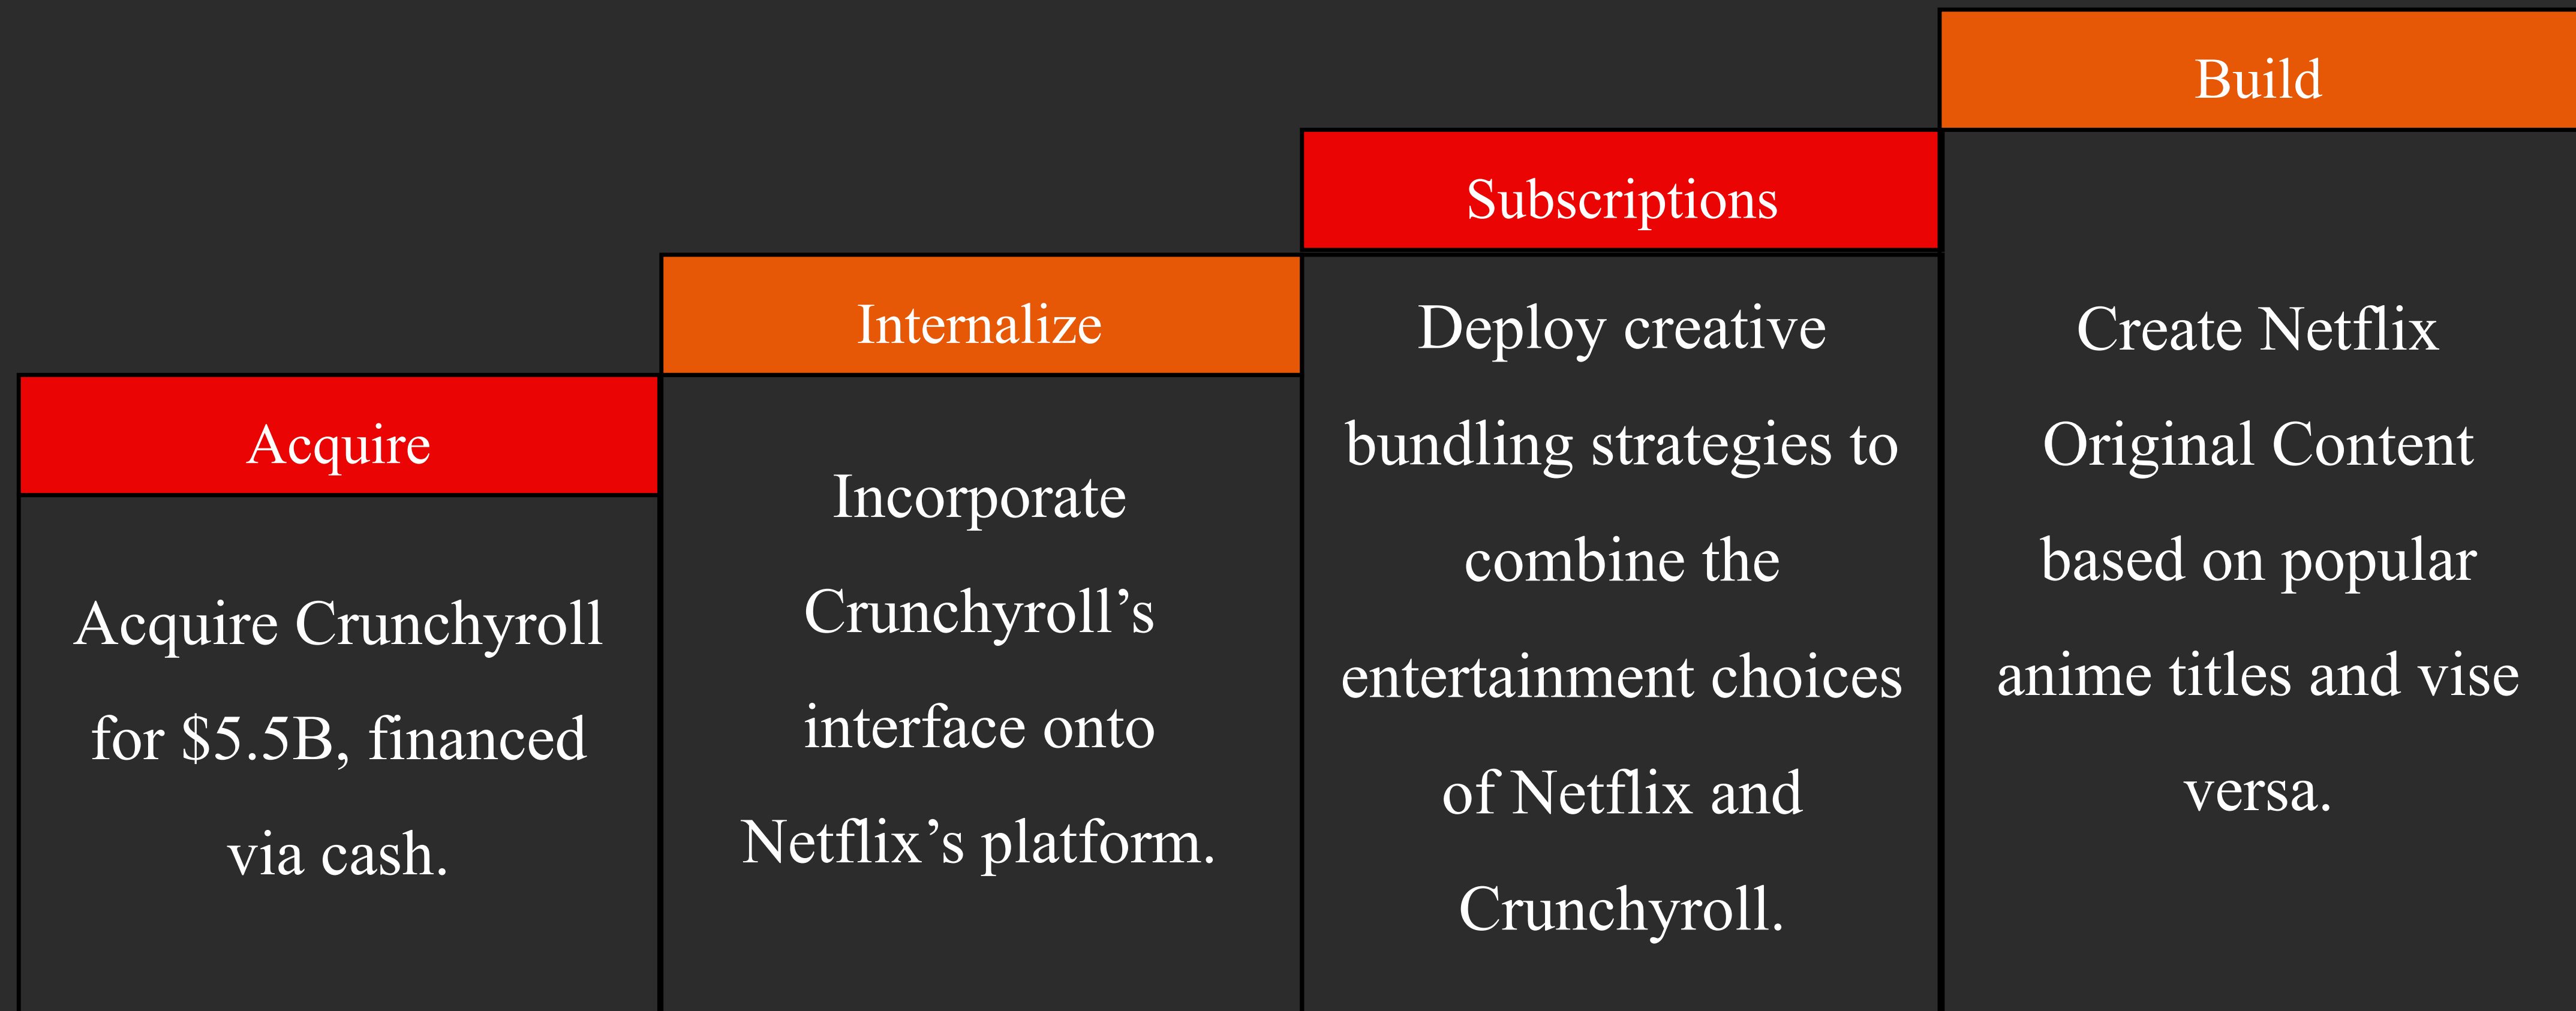 Acquire
Acquire Crunchyroll
for $5.5B, financed
via cash.
Internalize
Incorporate
Crunchyroll’s
interface onto
Netflix’s platform.
Subscriptions
Deploy creative
bundling strategies to
combine the
entertainment choices
of Netflix and
Crunchyroll.
Build
Create Netflix
Original Content
based on popular
anime titles and vise
versa.